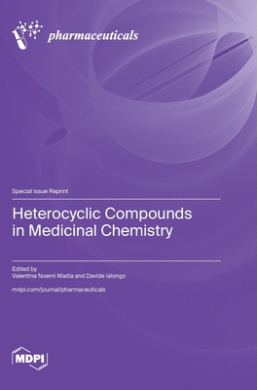 pharmaceuticals
Special Issue Reprint
Heterocyclic Compounds
in Medicinal Chemistry
Edited by
Valentina Noemi Madia and Davide Ialongo
mdpi.com/journal/pharmaceuticals
MDPI